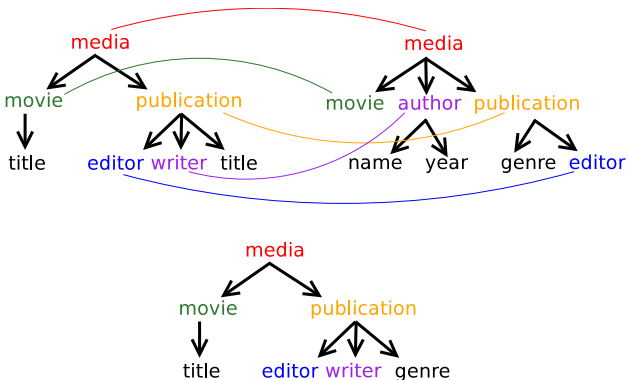 media media
movie publication movie author publication
title editor writer title name year genre editor
media
movie publication
title editor writer genre